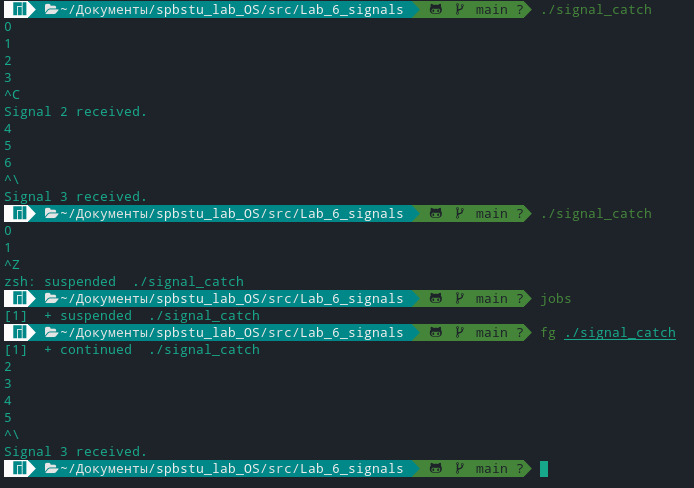 ~/Документы/spbstu_lab_OS/src/Lab_6_signals main ? ./signal_catch
0
1
2
3
^C
Signal 2 received.
4
5
6
^\
Signal 3 received.
~/Документы/spbstu_lab_OS/src/Lab_6_signals main ? ./signal_catch
0
1
^Z
zsh: suspended  ./signal_catch
~/Документы/spbstu_lab_OS/src/Lab_6_signals main ? jobs
[1]  + suspended  ./signal_catch
~/Документы/spbstu_lab_OS/src/Lab_6_signals main ? fg ./signal_catch
[1]  + continued  ./signal_catch
2
3
4
5
^\
Signal 3 received.
~/Документы/spbstu_lab_OS/src/Lab_6_signals main ?